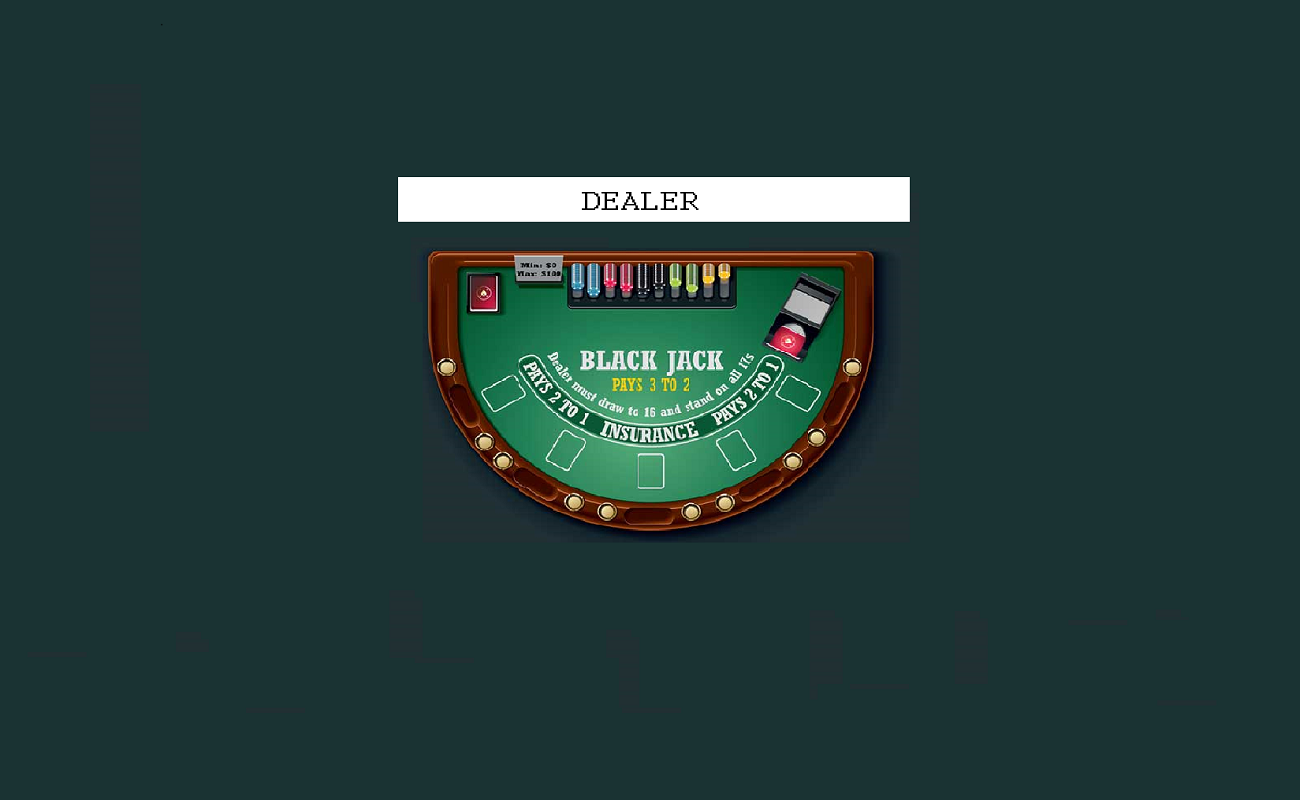 DEALER
Min: $0
Max: $100
BLACK JACK
PAYS 3 TO 2
Dealer must draw to 16 and stand on all 17s
PAYS 2 TO 1 INSURANCE PAYS 2 TO 1